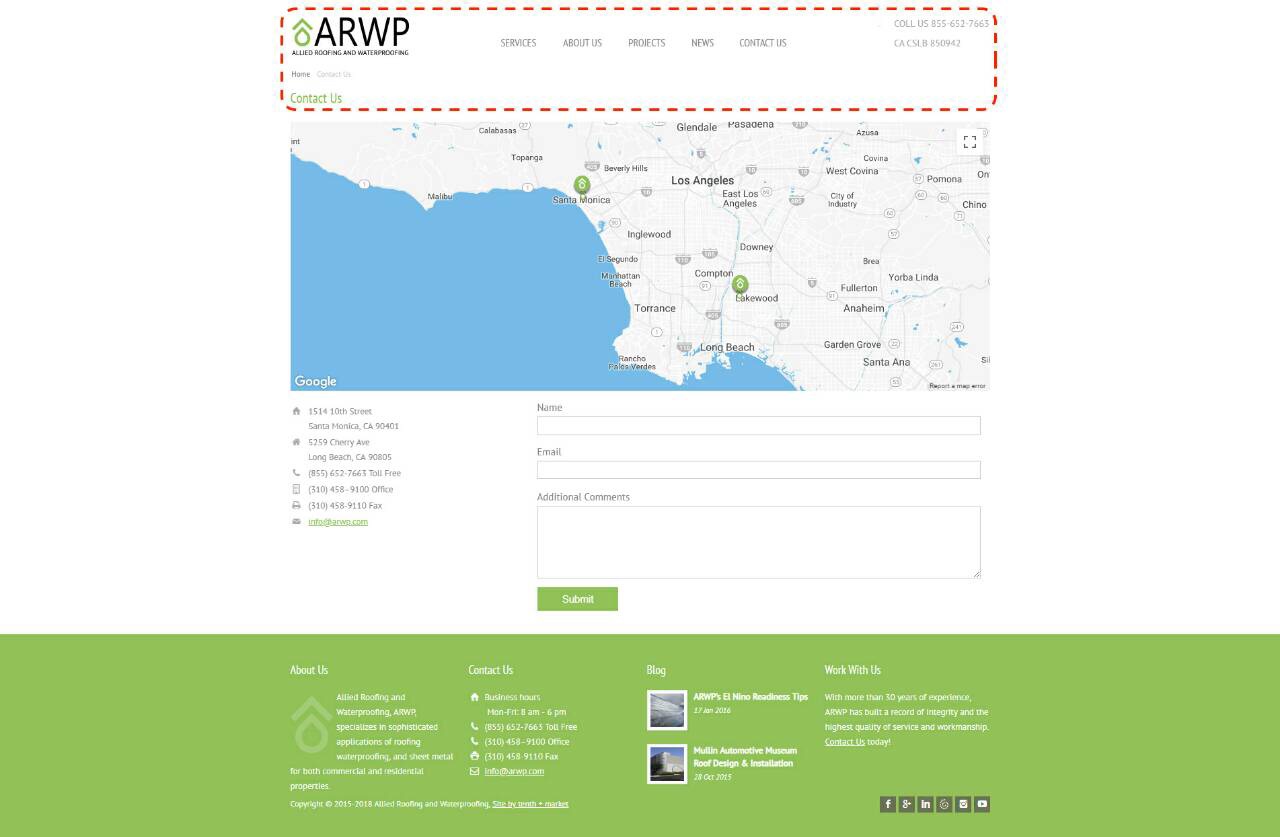 ARWP
ALLIED ROOFING AND WATERPROOFING
SERVICES ABOUT US PROJECTS NEWS CONTACT US
COLL US 855-652-7663
CA CSLB 850942
Home Contact Us
Contact Us
Calabasas
Glendale
Pasadena
Azusa
int
Topanga
Beverly Hills
Covina
West Covina
Los Angeles
Pomona
On
Malibu
Santa Monica
East Los
Angeles
City of
Industry
Chino
Inglewood
Downey
El Segundo
Brea
Manhattan
Beach
Compton
Yorba Linda
Lakewood
Fullerton
Torrance
Anaheim
Long Beach
Garden Grove
Rancho
Palos Verdes
Santa Ana
Sil
Google
Report a map error
1514 10th Street
Santa Monica, CA 90401
5259 Cherry Ave
Long Beach, CA 90805
(855) 652-7663 Toll Free
(310) 458–9100 Office
(310) 458-9110 Fax
info@arwp.com
Name
Email
Additional Comments
Submit
About Us
Allied Roofing and
Waterproofing, ARWP,
specializes in sophisticated
applications of roofing
waterproofing, and sheet metal
for both commercial and residential
properties.
Copyright © 2015-2018 Allied Roofing and Waterproofing, Site by tenth + market
Contact Us
Business hours
Mon-Fri: 8 am - 6 pm
(855) 652-7663 Toll Free
(310) 458–9100 Office
(310) 458-9110 Fax
info@arwp.com
Blog
ARWP's El Nino Readiness Tips
17 Jan 2016
Mullin Automotive Museum
Roof Design & Installation
28 Oct 2015
Work With Us
With more than 30 years of experience,
ARWP has built a record of integrity and the
highest quality of service and workmanship.
Contact Us today!